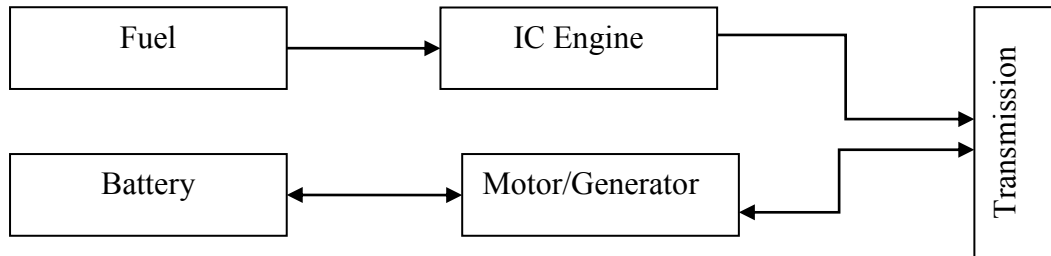 Fuel
IC Engine
Transmission
Battery
Motor/Generator